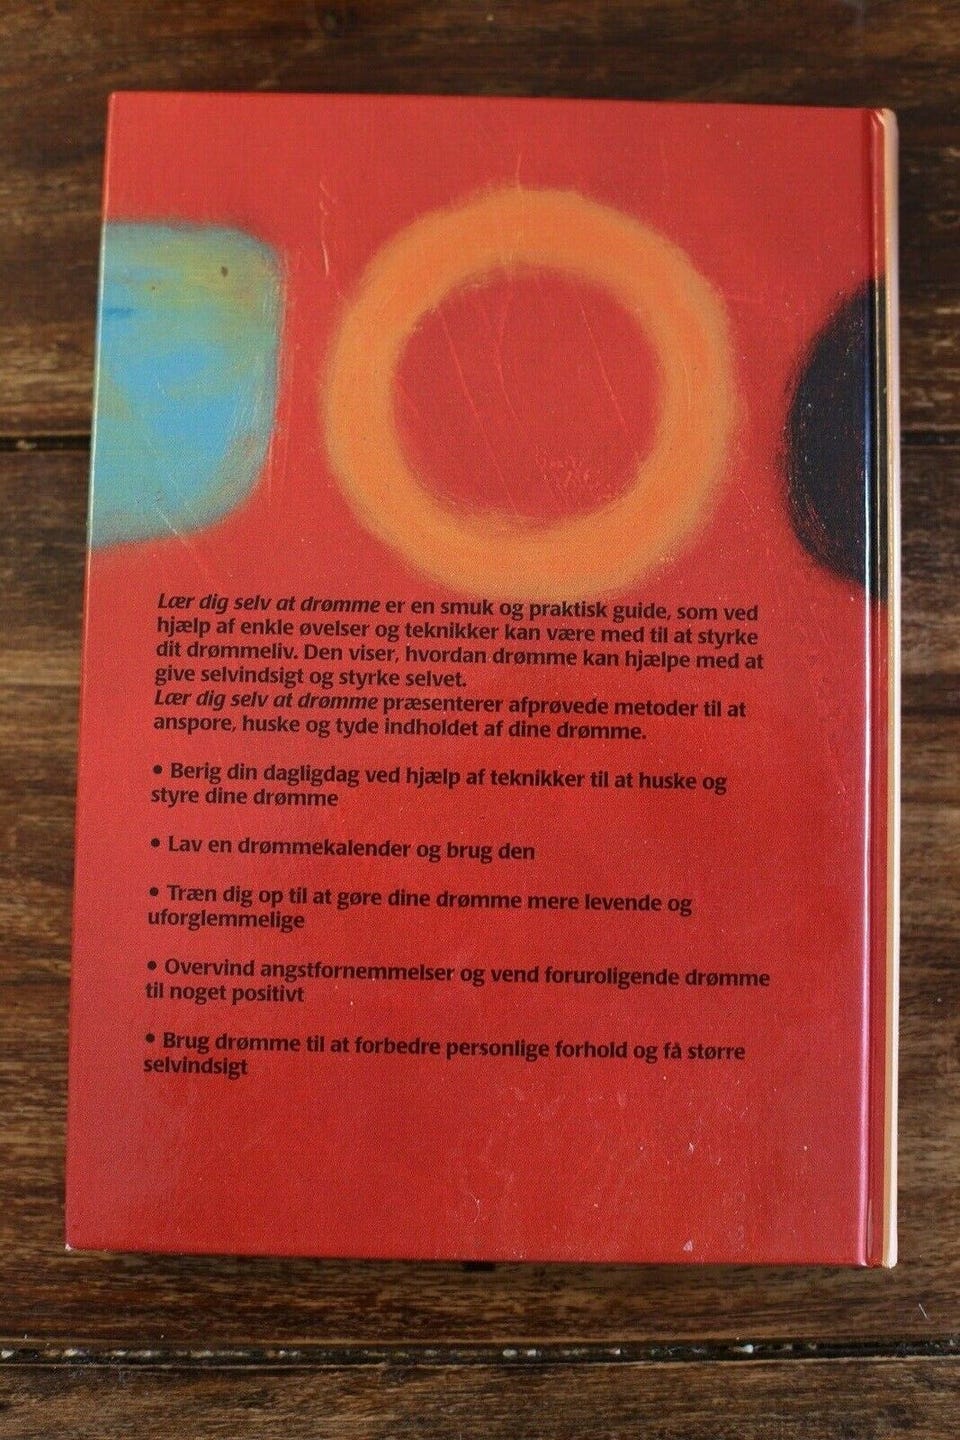 Lær dig selv at drømme er en smuk og praktisk guide, som ved
hjælp af enkle øvelser og teknikker kan være med til at styrke
dit drømmeliv. Den viser, hvordan drømme kan hjælpe med at
give selvindsigt og styrke selvet.
Lær dig selv at drømme præsenterer afprøvede metoder til at
anspore, huske og tyde indholdet af dine drømme.
• Berig din dagligdag ved hjælp af teknikker til at huske og
styre dine drømme
• Lav en drømmekalender og brug den
• Træn dig op til at gøre dine drømme mere levende og
uforglemmelige
• Overvind angstfornemmelser og vend foruroligende drømme
til noget positivt
• Brug drømme til at forbedre personlige forhold og få større
selvindsigt